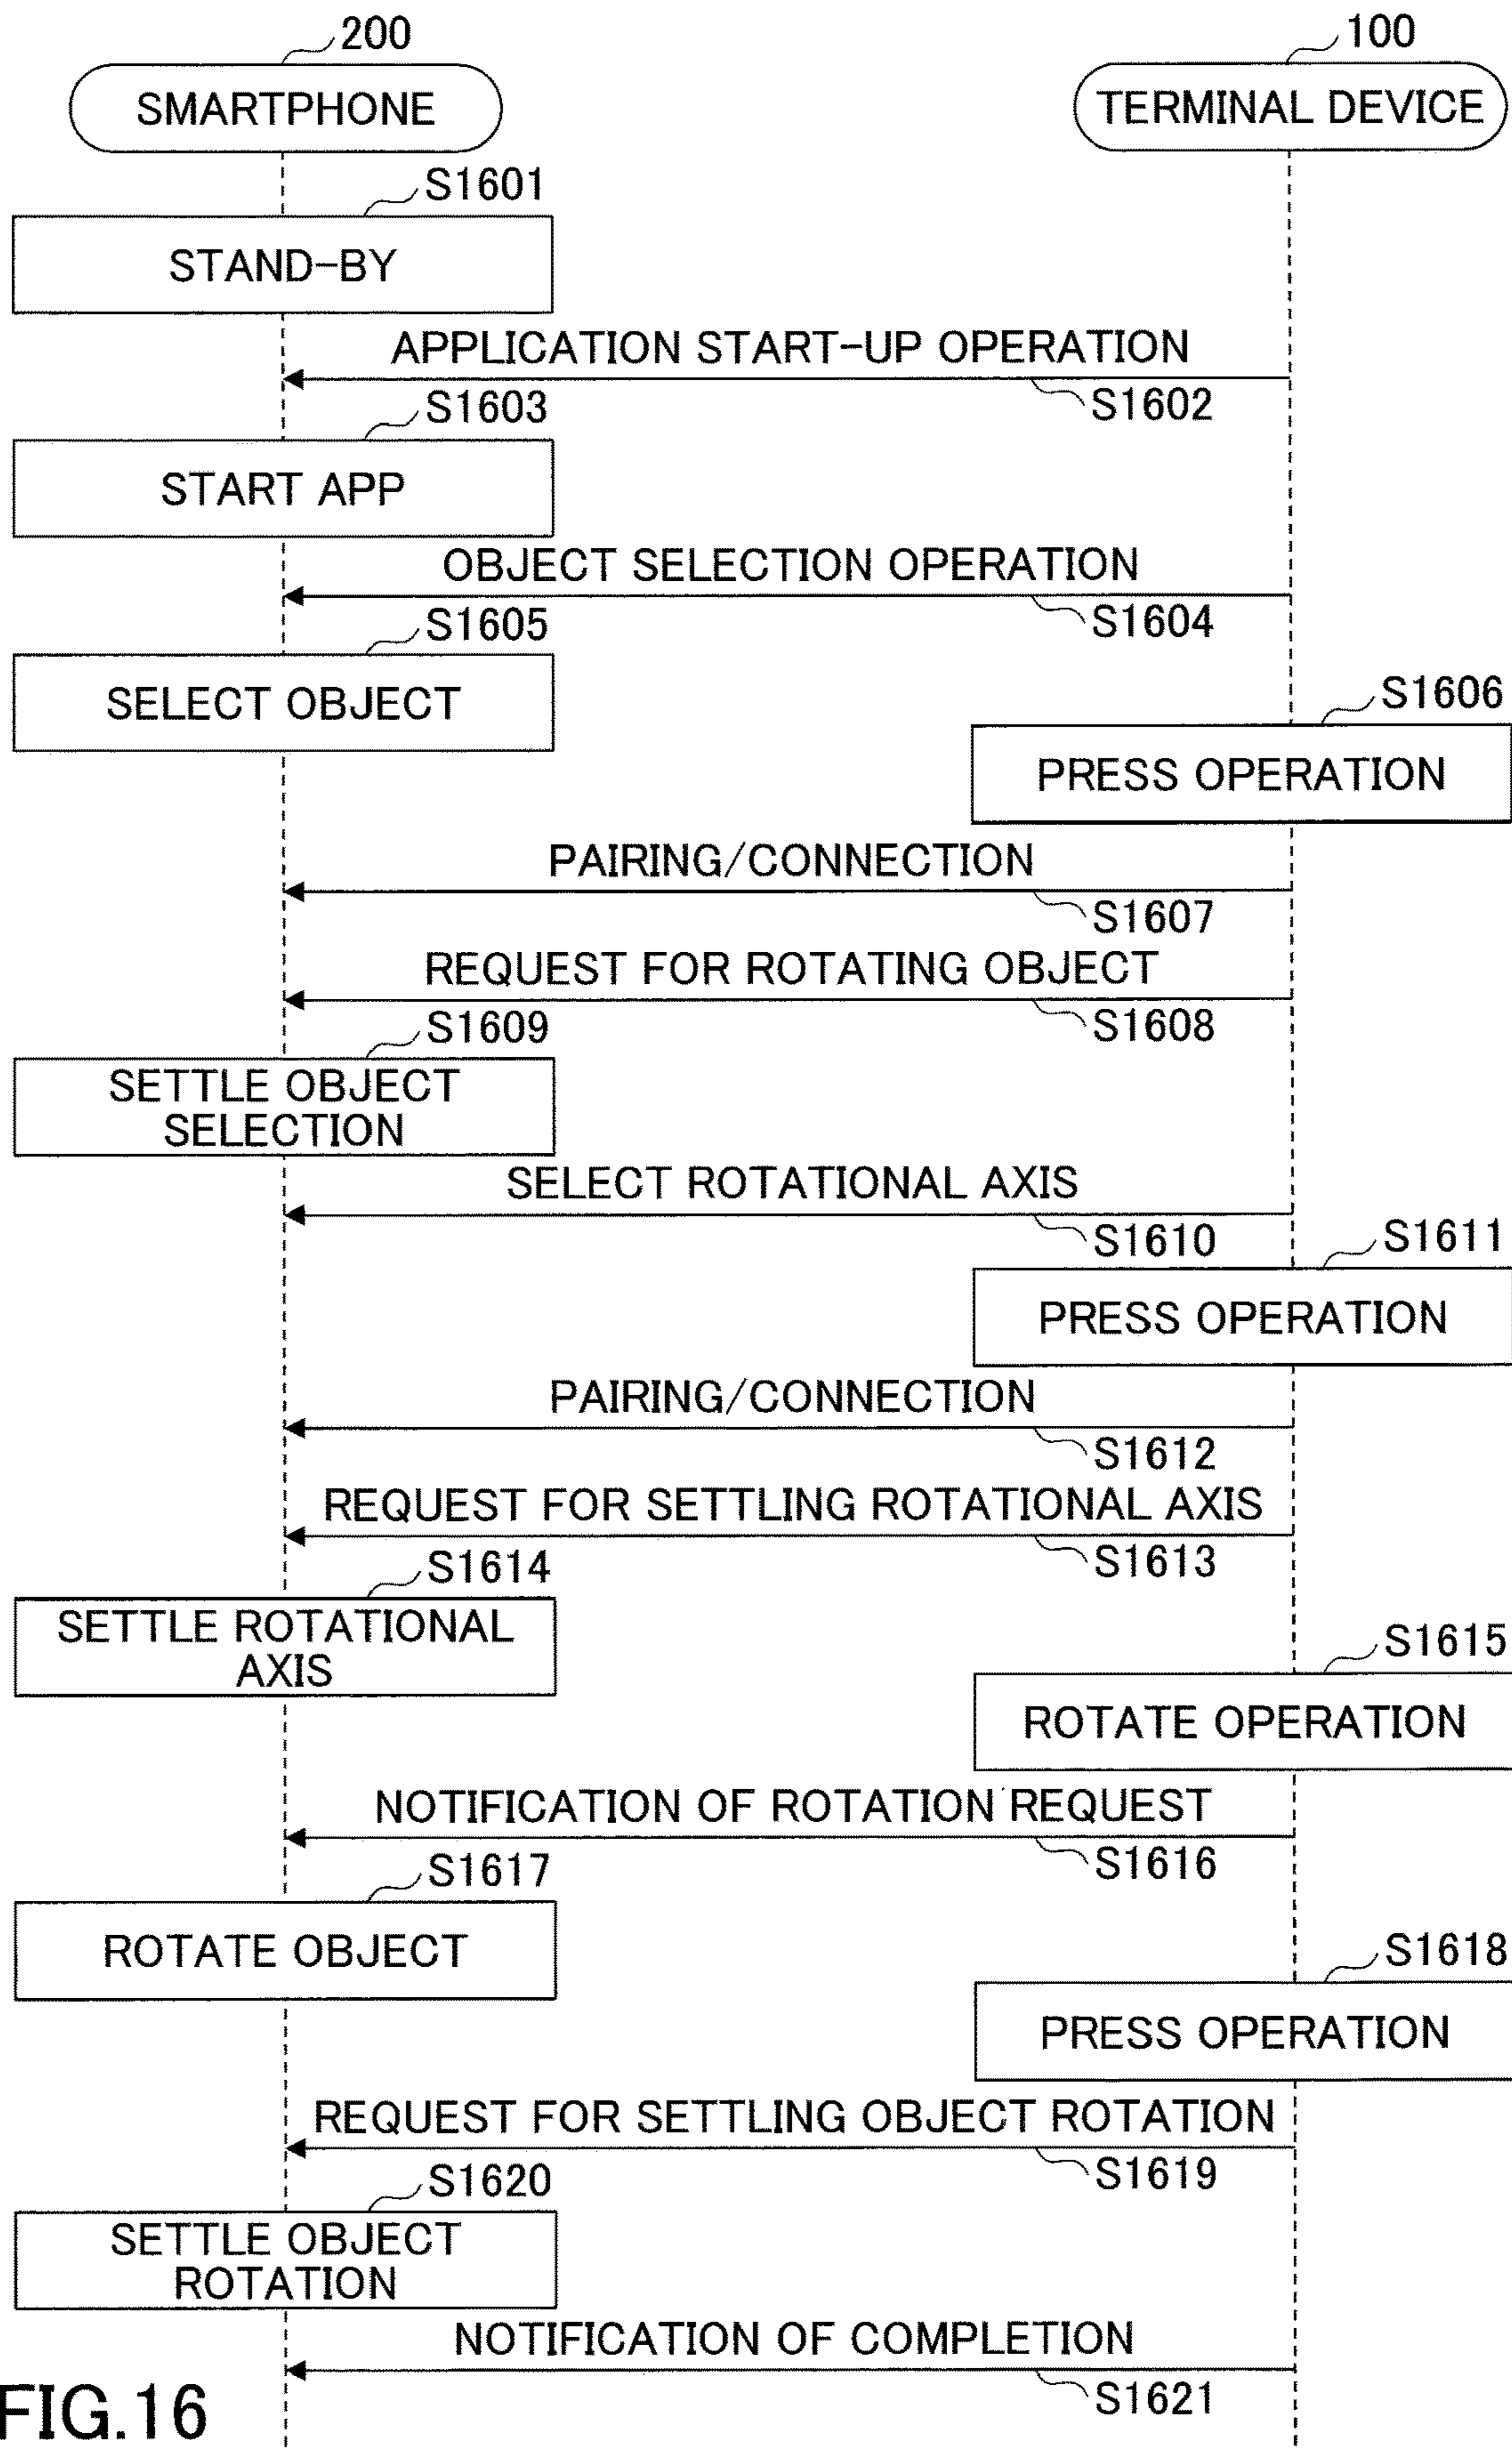 200
100
SMARTPHONE
TERMINAL DEVICE
S1601
STAND-BY
APPLICATION START-UP OPERATION
S1602
S1603
START APP
OBJECT SELECTION OPERATION
S1604
S1605
SELECT OBJECT
S1606
PRESS OPERATION
PAIRING/CONNECTION
S1607
REQUEST FOR ROTATING OBJECT
S1608
S1609
SETTLE OBJECT
SELECTION
SELECT ROTATIONAL AXIS
S1610
S1611
PRESS OPERATION
PAIRING/CONNECTION
S1612
REQUEST FOR SETTLING ROTATIONAL AXIS
S1613
S1614
SETTLE ROTATIONAL
AXIS
S1615
ROTATE OPERATION
NOTIFICATION OF ROTATION REQUEST
S1616
S1617
ROTATE OBJECT
S1618
PRESS OPERATION
REQUEST FOR SETTLING OBJECT ROTATION
S1619
S1620
SETTLE OBJECT
ROTATION
NOTIFICATION OF COMPLETION
S1621
FIG.16